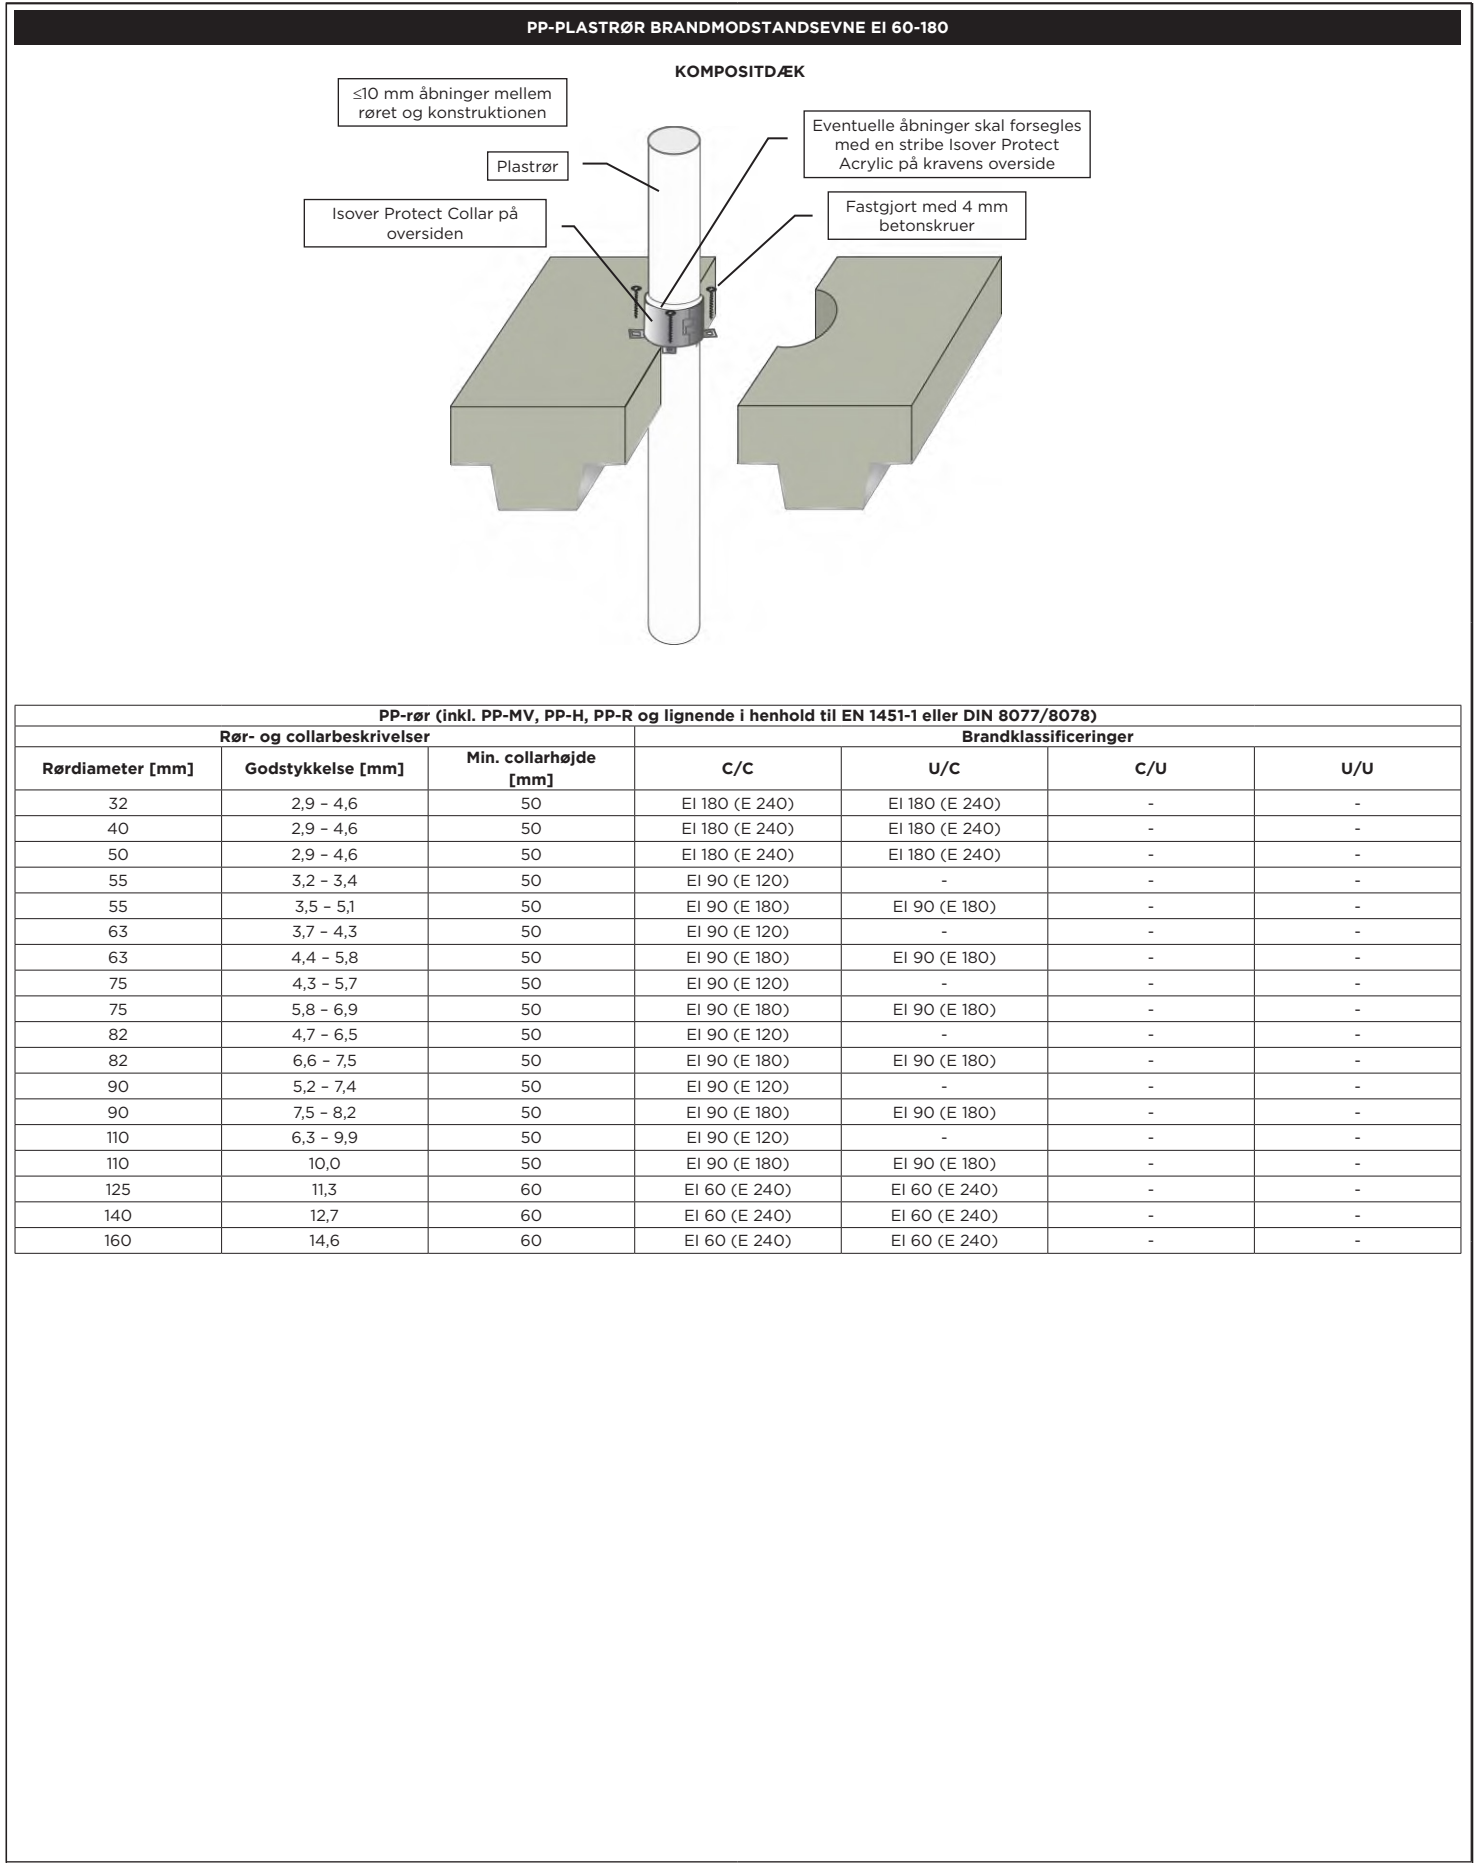 PP-PLASTRØR BRANDMODSTANDSEVNE EI 60-180
KOMPOSITDÆK
≤10 mm åbninger mellem
røret og konstruktionen
Eventuelle åbninger skal forsegles
med en stribe Isover Protect
Acrylic på kravens overside
Plastrør
Isover Protect Collar på
oversiden
Fastgjort med 4 mm
betonskruer
PP-rør (inkl. PP-MV, PP-H, PP-R og lignende i henhold til EN 1451-1 eller DIN 8077/8078)
Rør- og collarbeskrivelser Brandklassificeringer
Rørdiameter [mm] Godstykkelse [mm] Min. collarhøjde [mm] C/C U/C C/U U/U
32 2,9 – 4,6 50 EI 180 (E 240) EI 180 (E 240) - -
40 2,9 – 4,6 50 EI 180 (E 240) EI 180 (E 240) - -
50 2,9 – 4,6 50 EI 180 (E 240) EI 180 (E 240) - -
55 3,2 – 3,4 50 EI 90 (E 120) - - -
55 3,5 – 5,1 50 EI 90 (E 180) EI 90 (E 180) - -
63 3,7 – 4,3 50 EI 90 (E 120) - - -
63 4,4 – 5,8 50 EI 90 (E 180) EI 90 (E 180) - -
75 4,3 – 5,7 50 EI 90 (E 120) - - -
75 5,8 – 6,9 50 EI 90 (E 180) EI 90 (E 180) - -
82 4,7 – 6,5 50 EI 90 (E 120) - - -
82 6,6 – 7,5 50 EI 90 (E 180) EI 90 (E 180) - -
90 5,2 – 7,4 50 EI 90 (E 120) - - -
90 7,5 – 8,2 50 EI 90 (E 180) EI 90 (E 180) - -
110 6,3 – 9,9 50 EI 90 (E 120) - - -
110 10,0 50 EI 90 (E 180) EI 90 (E 180) - -
125 11,3 60 EI 60 (E 240) EI 60 (E 240) - -
140 12,7 60 EI 60 (E 240) EI 60 (E 240) - -
160 14,6 60 EI 60 (E 240) EI 60 (E 240) - -